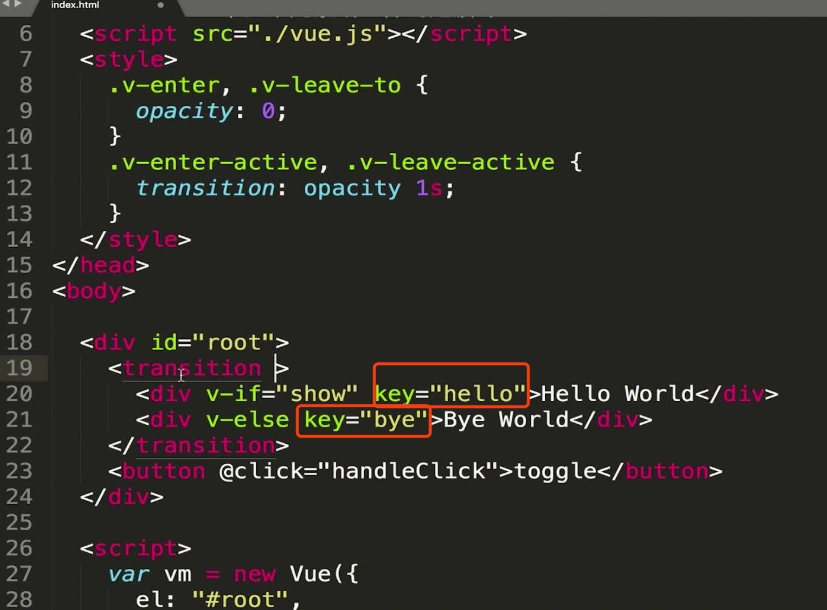 index.html
6 <script src="./vue.js"></script>
7 <style>
8 .v-enter, .v-leave-to {
9 opacity: 0;
10 }
11 .v-enter-active, .v-leave-active {
12 transition: opacity 1s;
13 }
14 </style>
15 </head>
16 <body>
17
18 <div id="root">
19 <transition >
20 <div v-if="show" key="hello">Hello World</div>
21 <div v-else key="bye">Bye World</div>
22 </transition>
23 <button @click="handleClick">toggle</button>
24 </div>
25
26 <script>
27 var vm = new Vue({
28 el: "#root",